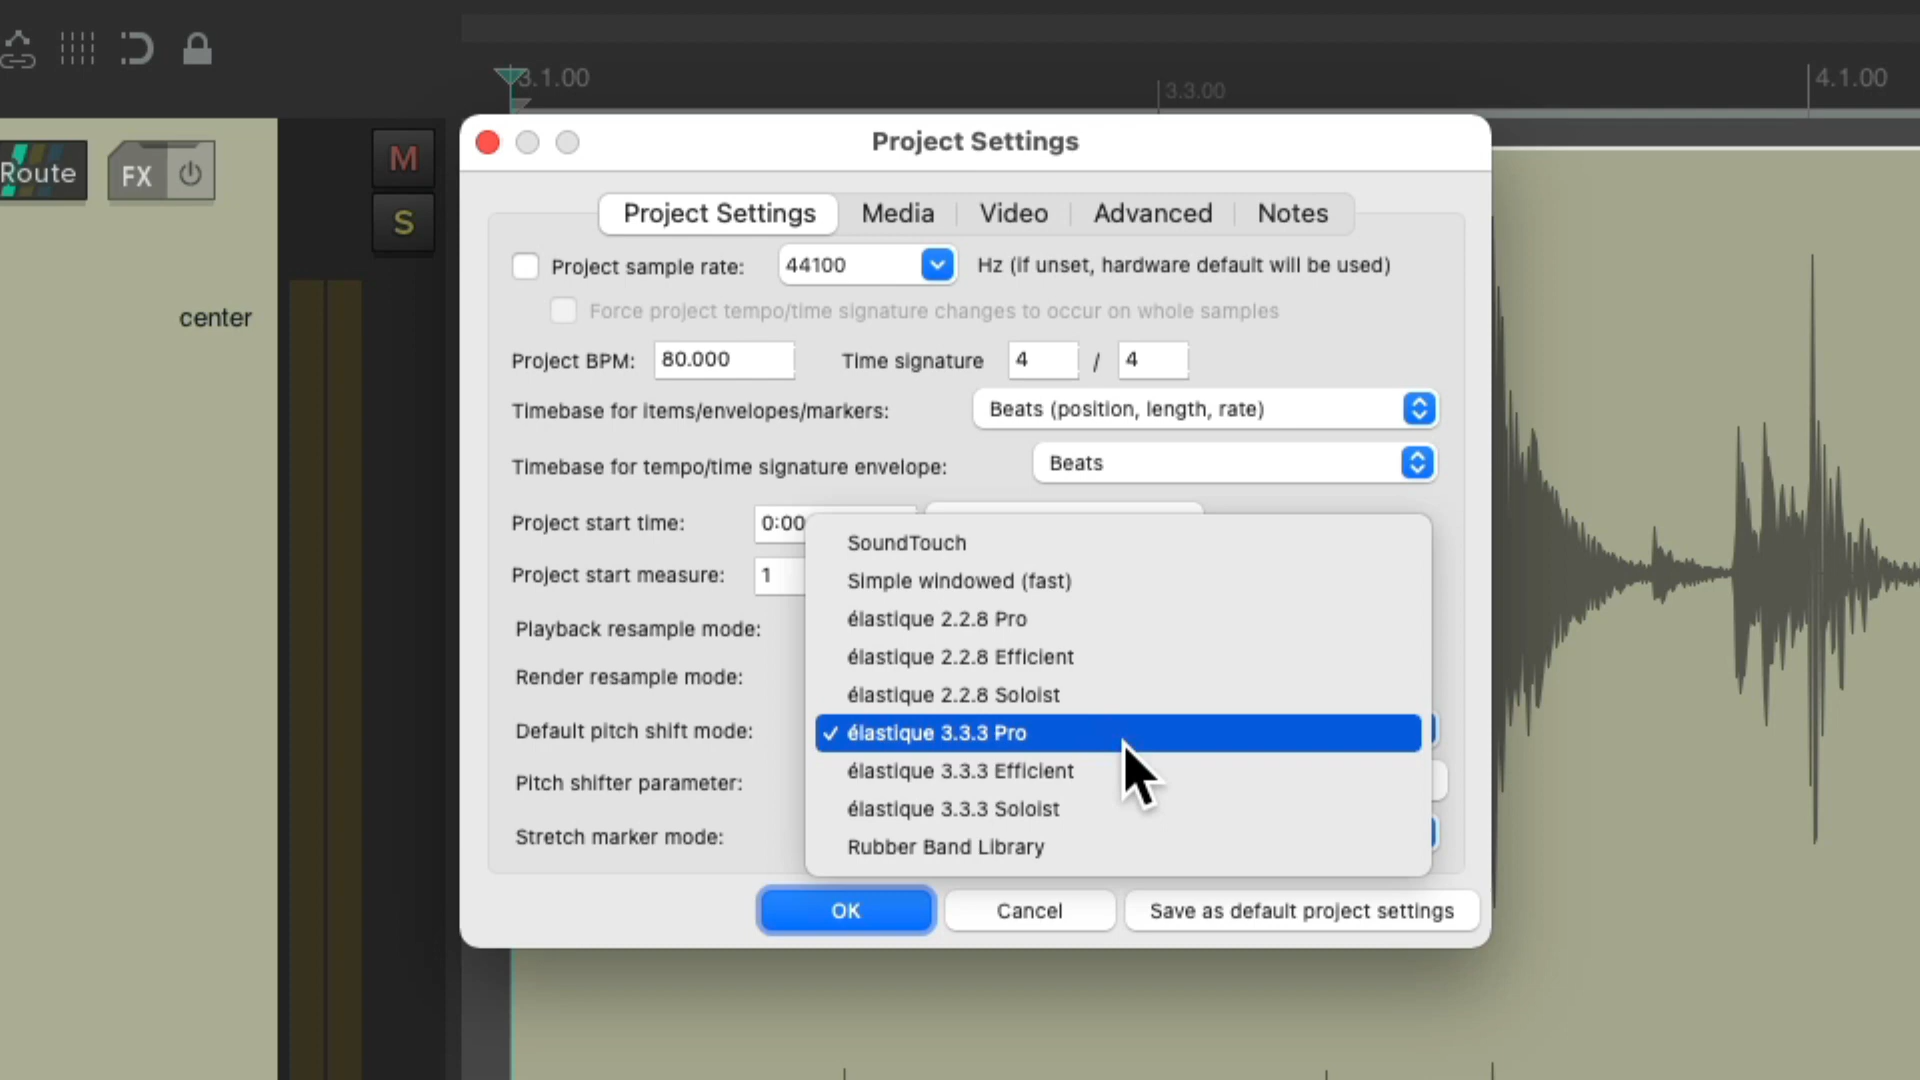 3.1.00
3.3.00
4.1.00
Route
FX
M
S
center
Project Settings
Project Settings Media Video Advanced Notes
Project sample rate: 44100 Hz (if unset, hardware default will be used)
Force project tempo/time signature changes to occur on whole samples
Project BPM: 80.000 Time signature 4 / 4
Timebase for items/envelopes/markers: Beats (position, length, rate)
Timebase for tempo/time signature envelope: Beats
Project start time: 0:00
Project start measure: 1
Playback resample mode:
Render resample mode:
Default pitch shift mode:
Pitch shifter parameter:
Stretch marker mode:
SoundTouch
Simple windowed (fast)
élastique 2.2.8 Pro
élastique 2.2.8 Efficient
élastique 2.2.8 Soloist
✓ élastique 3.3.3 Pro
élastique 3.3.3 Efficient
élastique 3.3.3 Soloist
Rubber Band Library
OK Cancel Save as default project settings